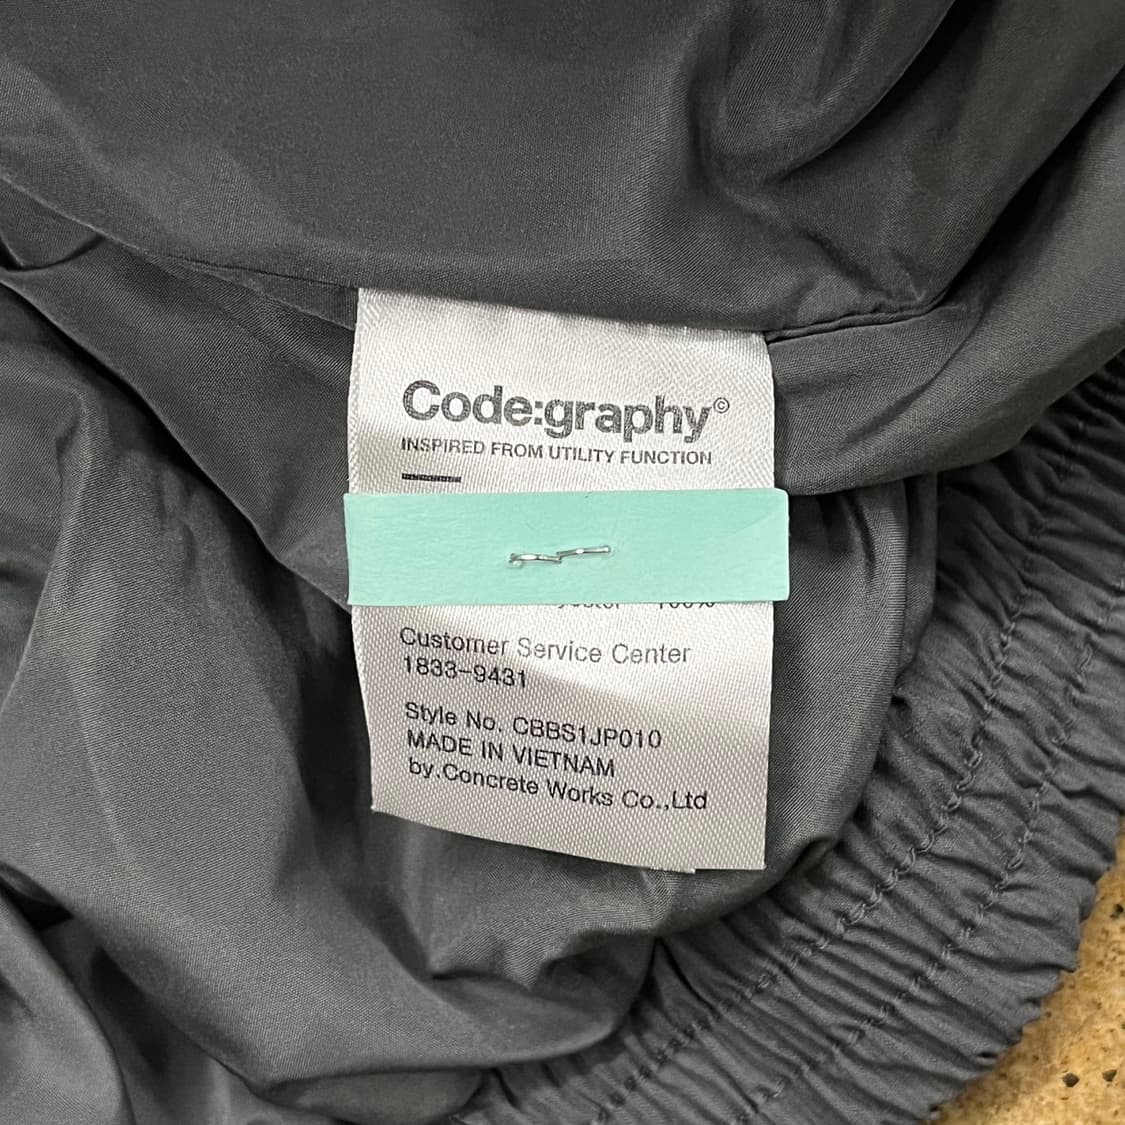 Code:graphy©
INSPIRED FROM UTILITY FUNCTION
100%
Customer Service Center
1833-9431
Style No. CBBS1JP010
MADE IN VIETNAM
by.Concrete Works Co.,Ltd